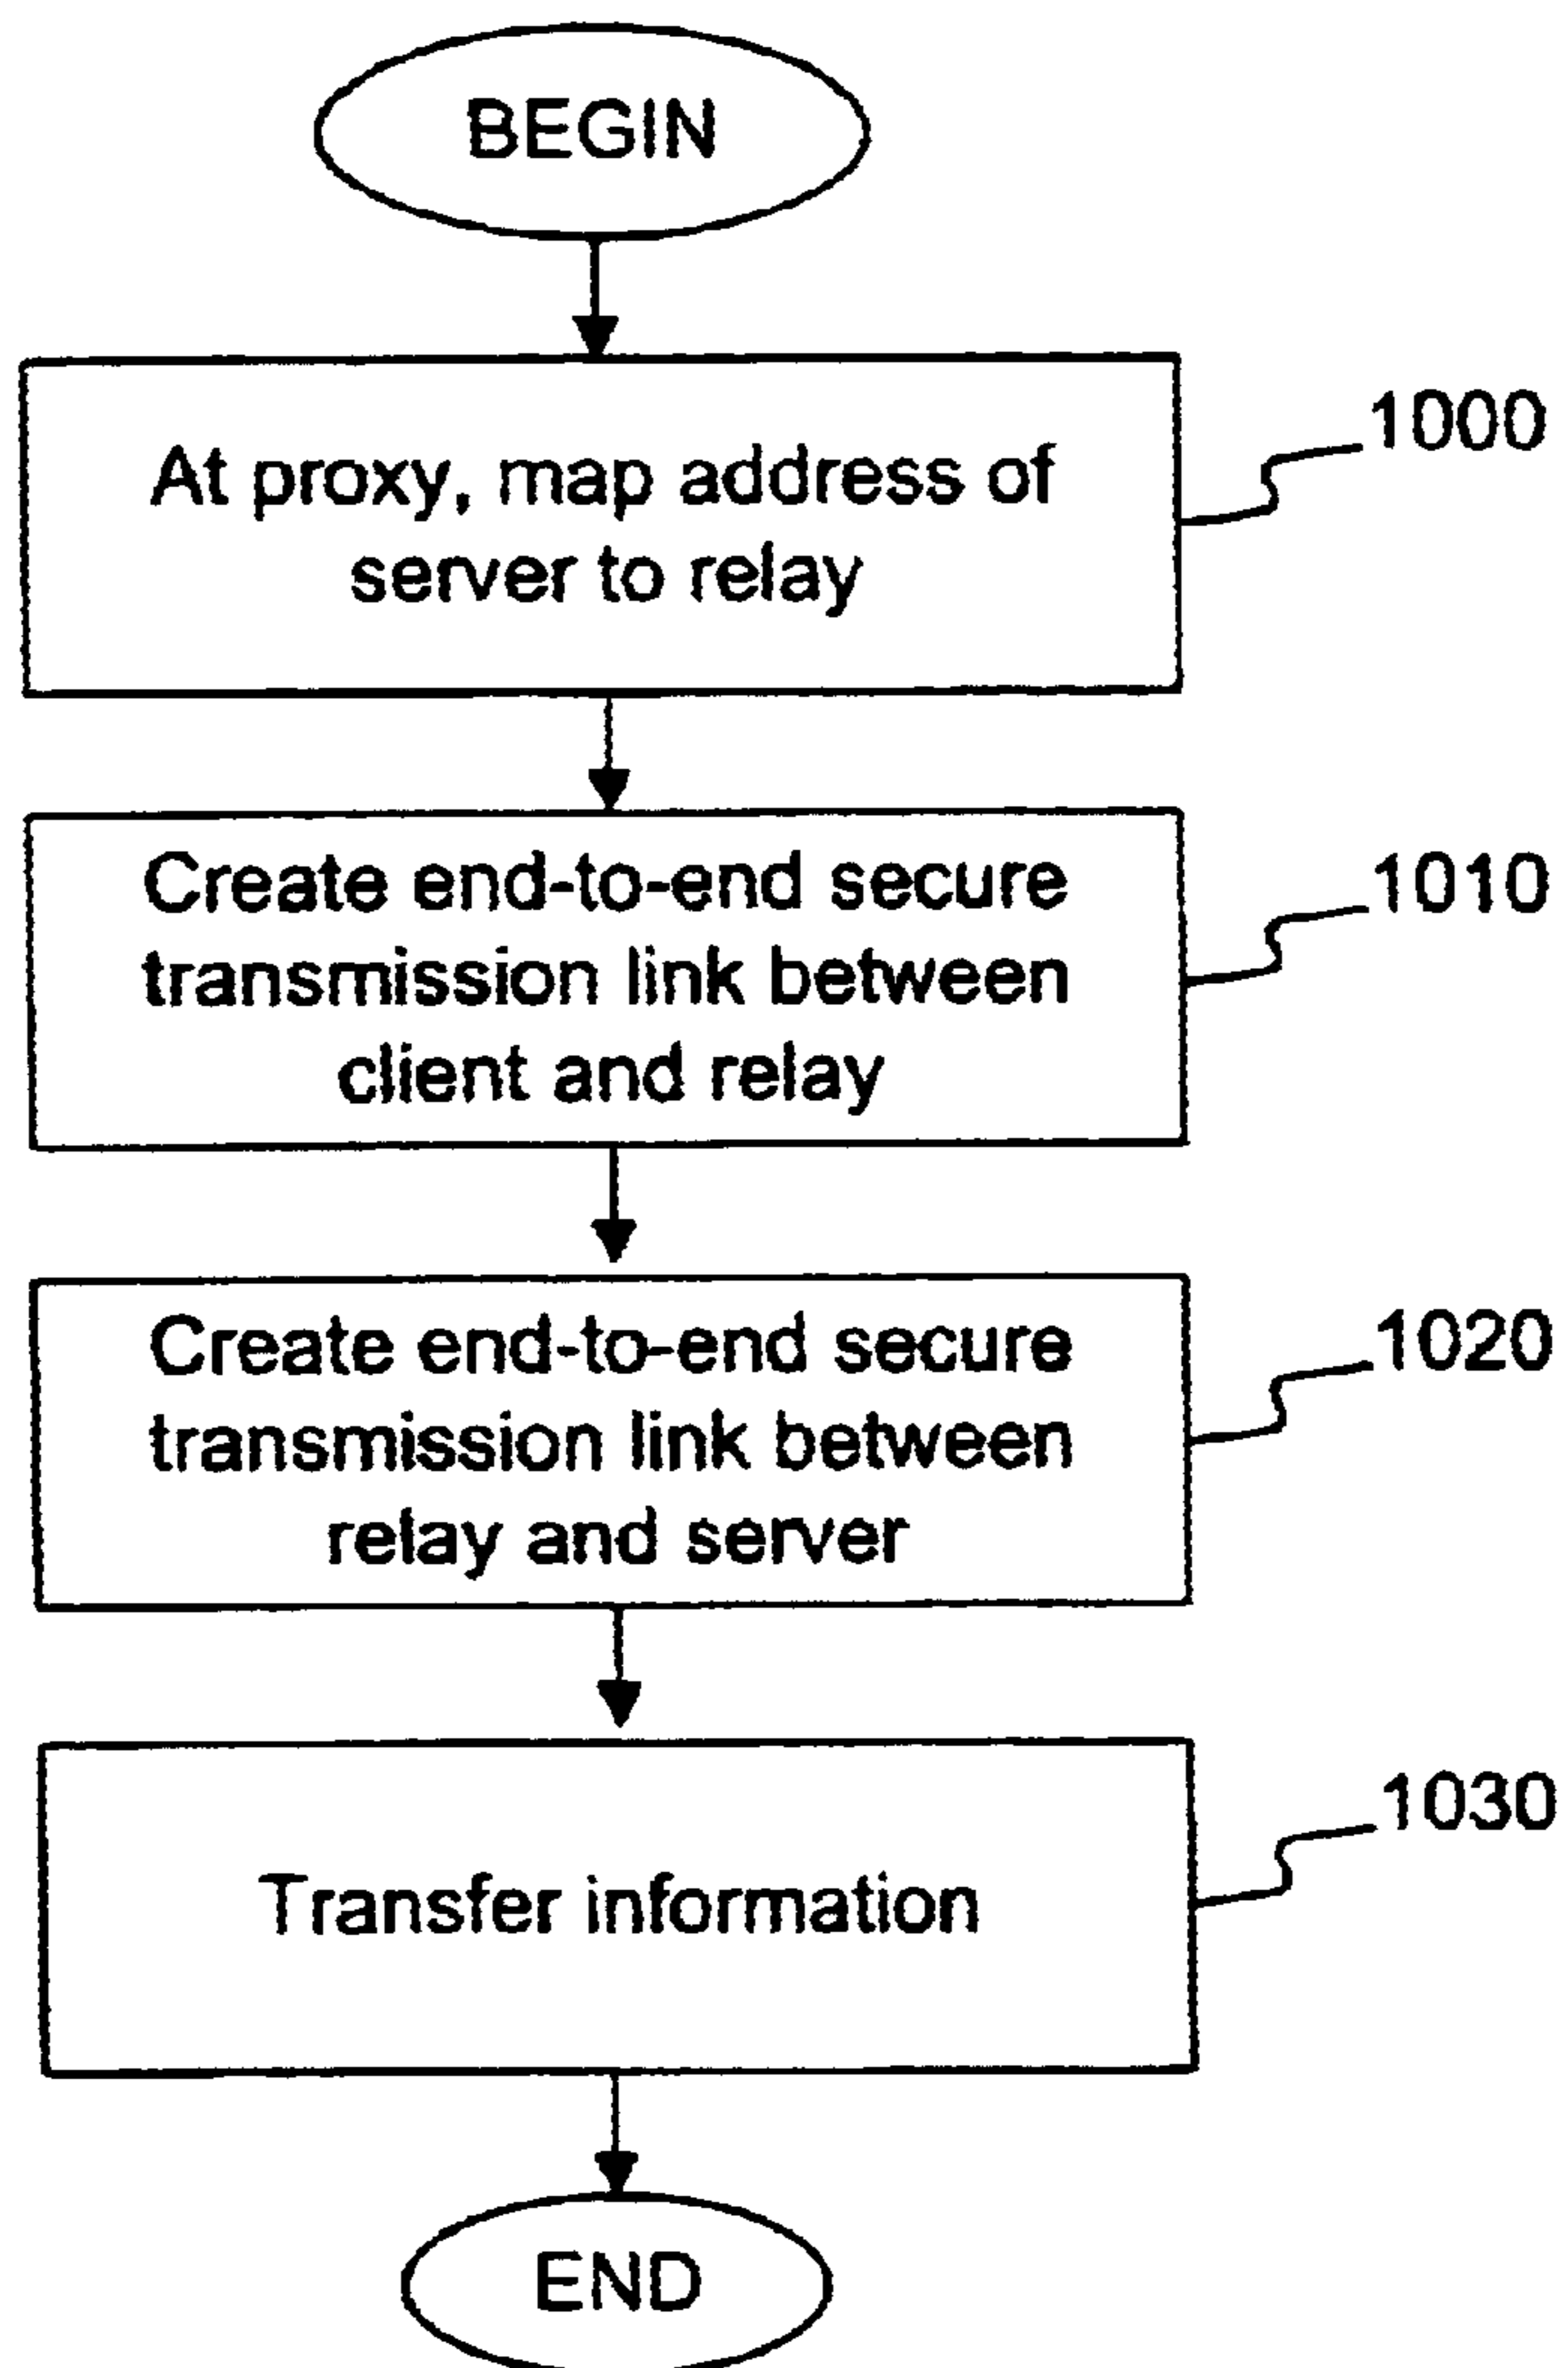 BEGIN
At proxy, map address of
server to relay
1000
Create end-to-end secure
transmission link between
client and relay
1010
Create end-to-end secure
transmission link between
relay and server
1020
Transfer information
1030
END